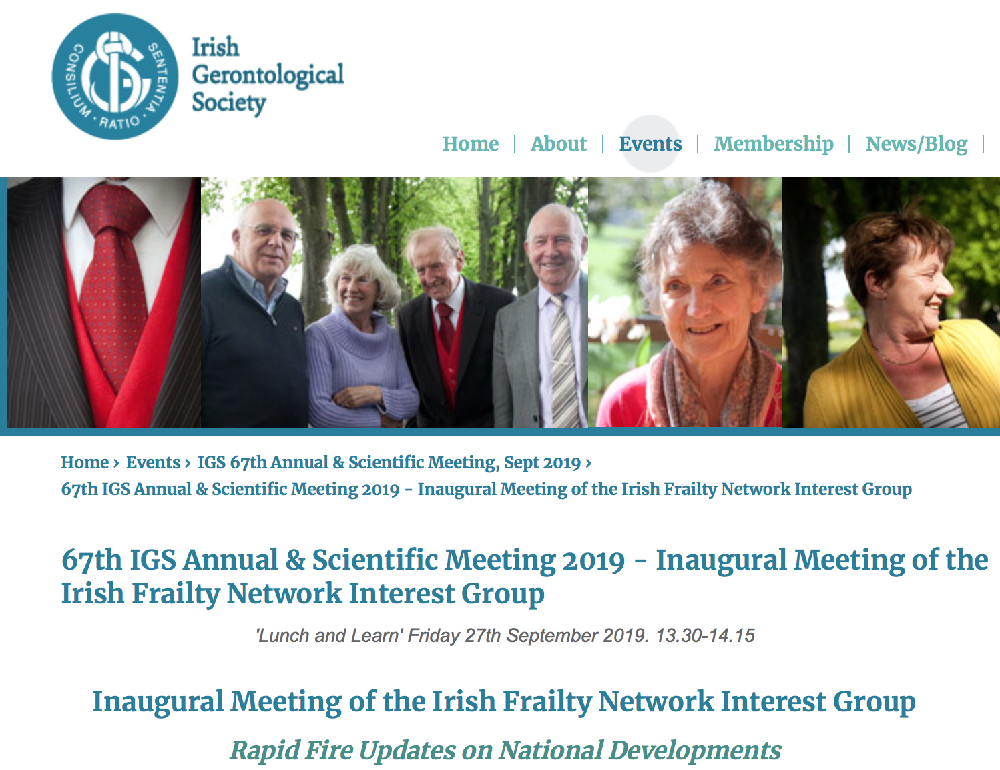 CONSILIUM · RATIO · SENTENTIA
Irish
Gerontological
Society
Home | About | Events | Membership | News/Blog |
Home › Events › IGS 67th Annual & Scientific Meeting, Sept 2019 ›
67th IGS Annual & Scientific Meeting 2019 - Inaugural Meeting of the Irish Frailty Network Interest Group
67th IGS Annual & Scientific Meeting 2019 - Inaugural Meeting of the
Irish Frailty Network Interest Group
'Lunch and Learn' Friday 27th September 2019. 13.30-14.15
Inaugural Meeting of the Irish Frailty Network Interest Group
Rapid Fire Updates on National Developments